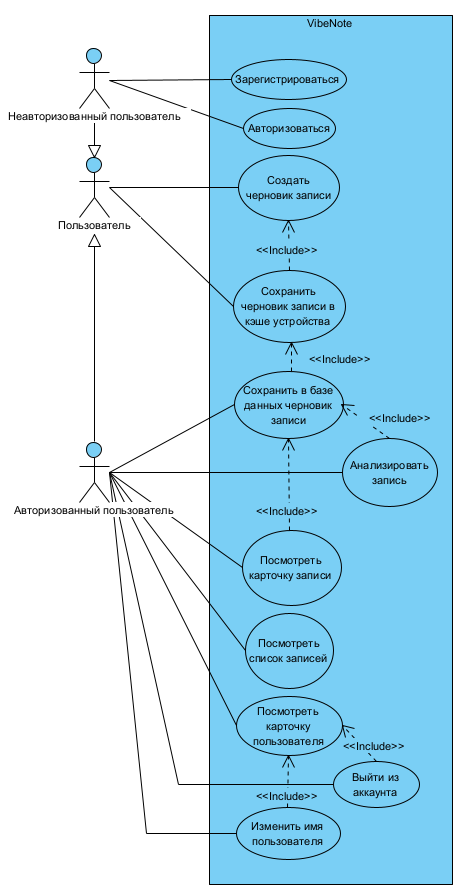 VibeNote
Зарегистрироваться
Неавторизованный пользователь
Авторизоваться
Создать
черновик записи
Пользователь
<<Include>>
Сохранить
черновик записи в
кэше устройства
<<Include>>
Сохранить в базе
данных черновик
записи
<<Include>>
Анализировать
запись
Авторизованный пользователь
<<Include>>
Посмотреть
карточку записи
Посмотреть
список записей
Посмотреть
карточку
пользователя
<<Include>>
Выйти из
аккаунта
<<Include>>
Изменить имя
пользователя